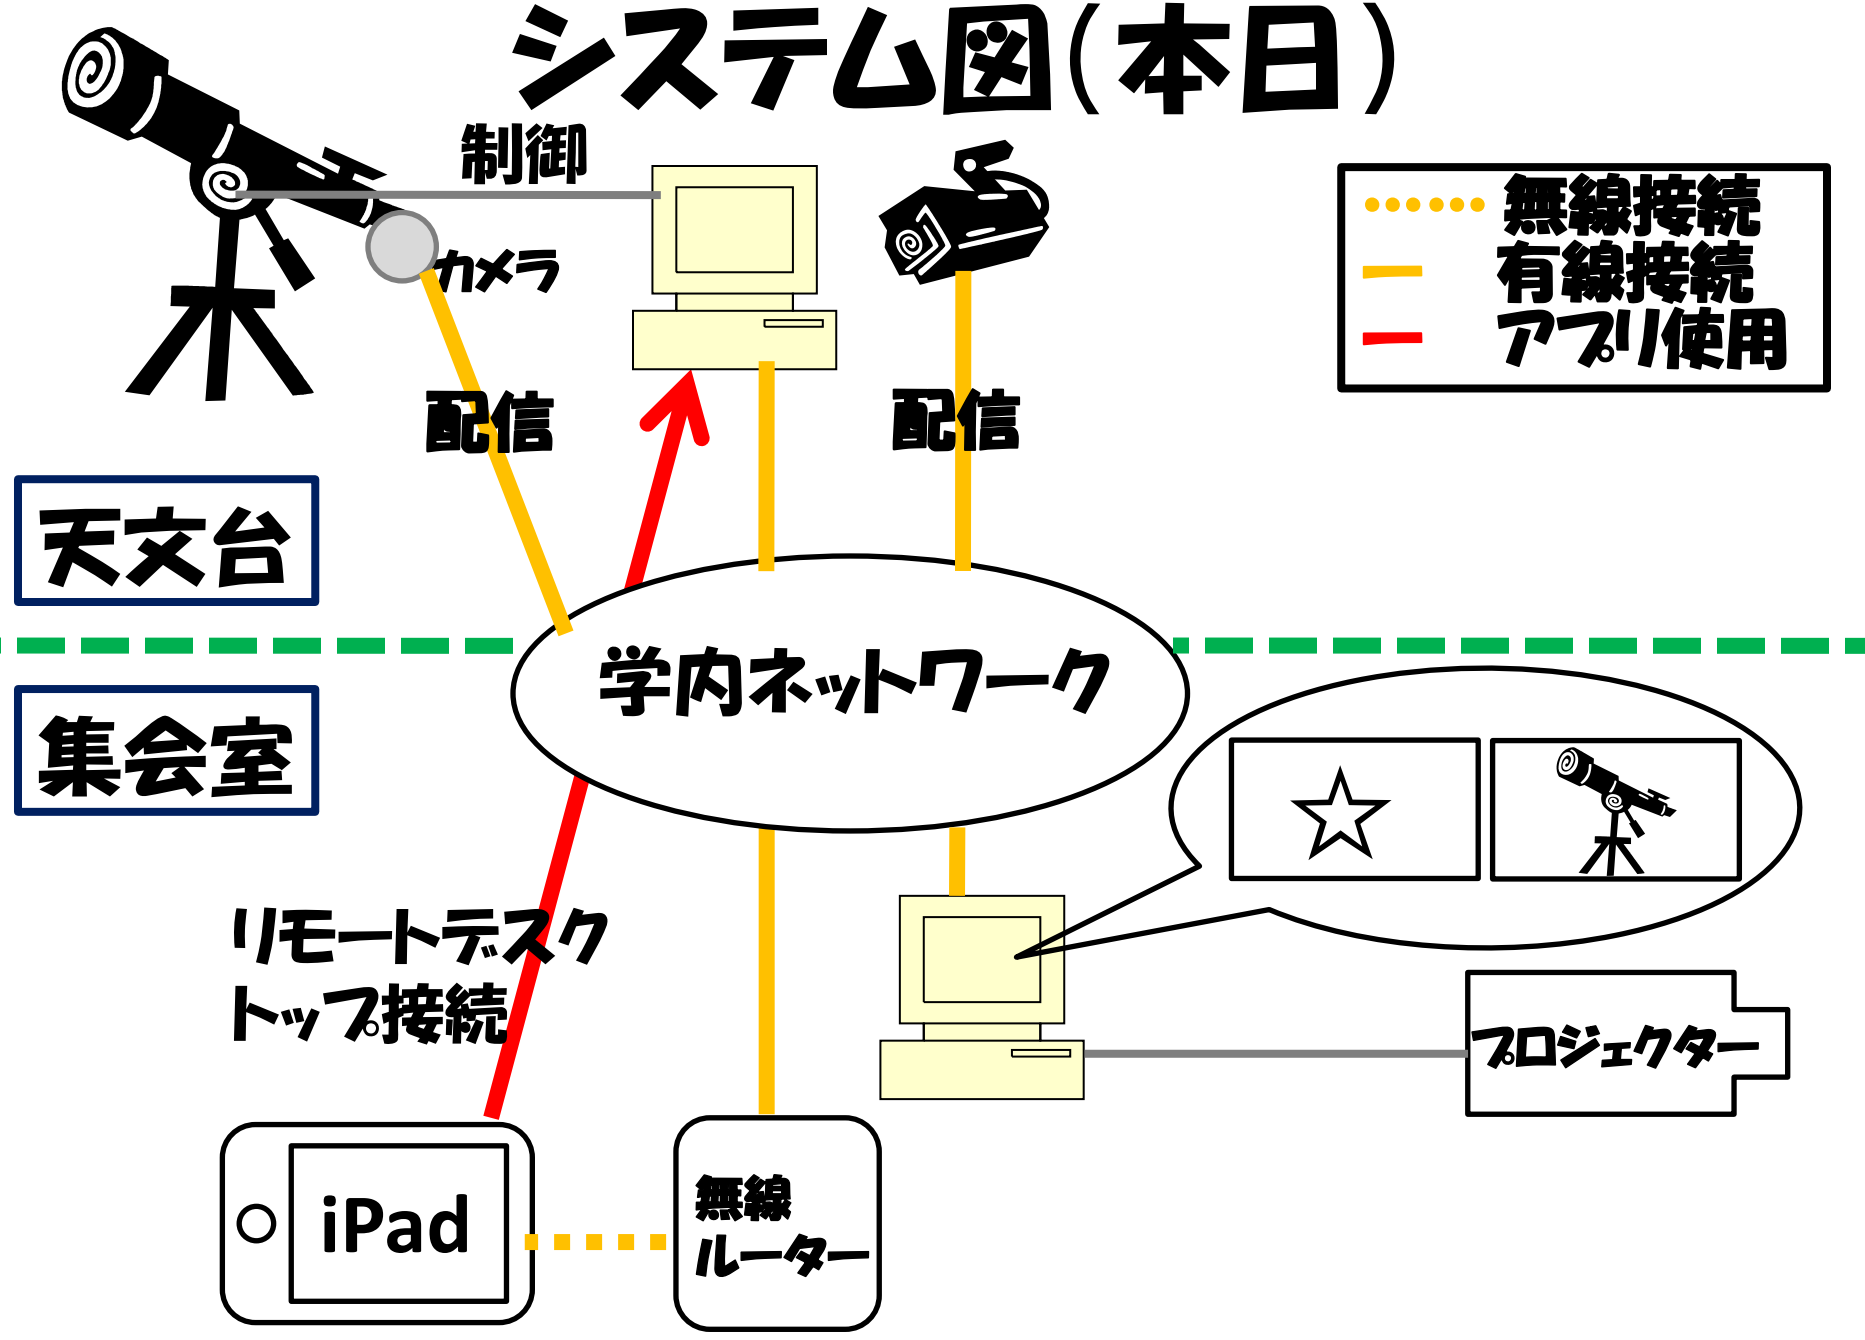 システム図(本日)
制御
カメラ
無線接続
有線接続
アプリ使用
配信
配信
天文台
学内ネットワーク
集会室
リモートデスク
トップ接続
プロジェクター
iPad
無線
ルーター